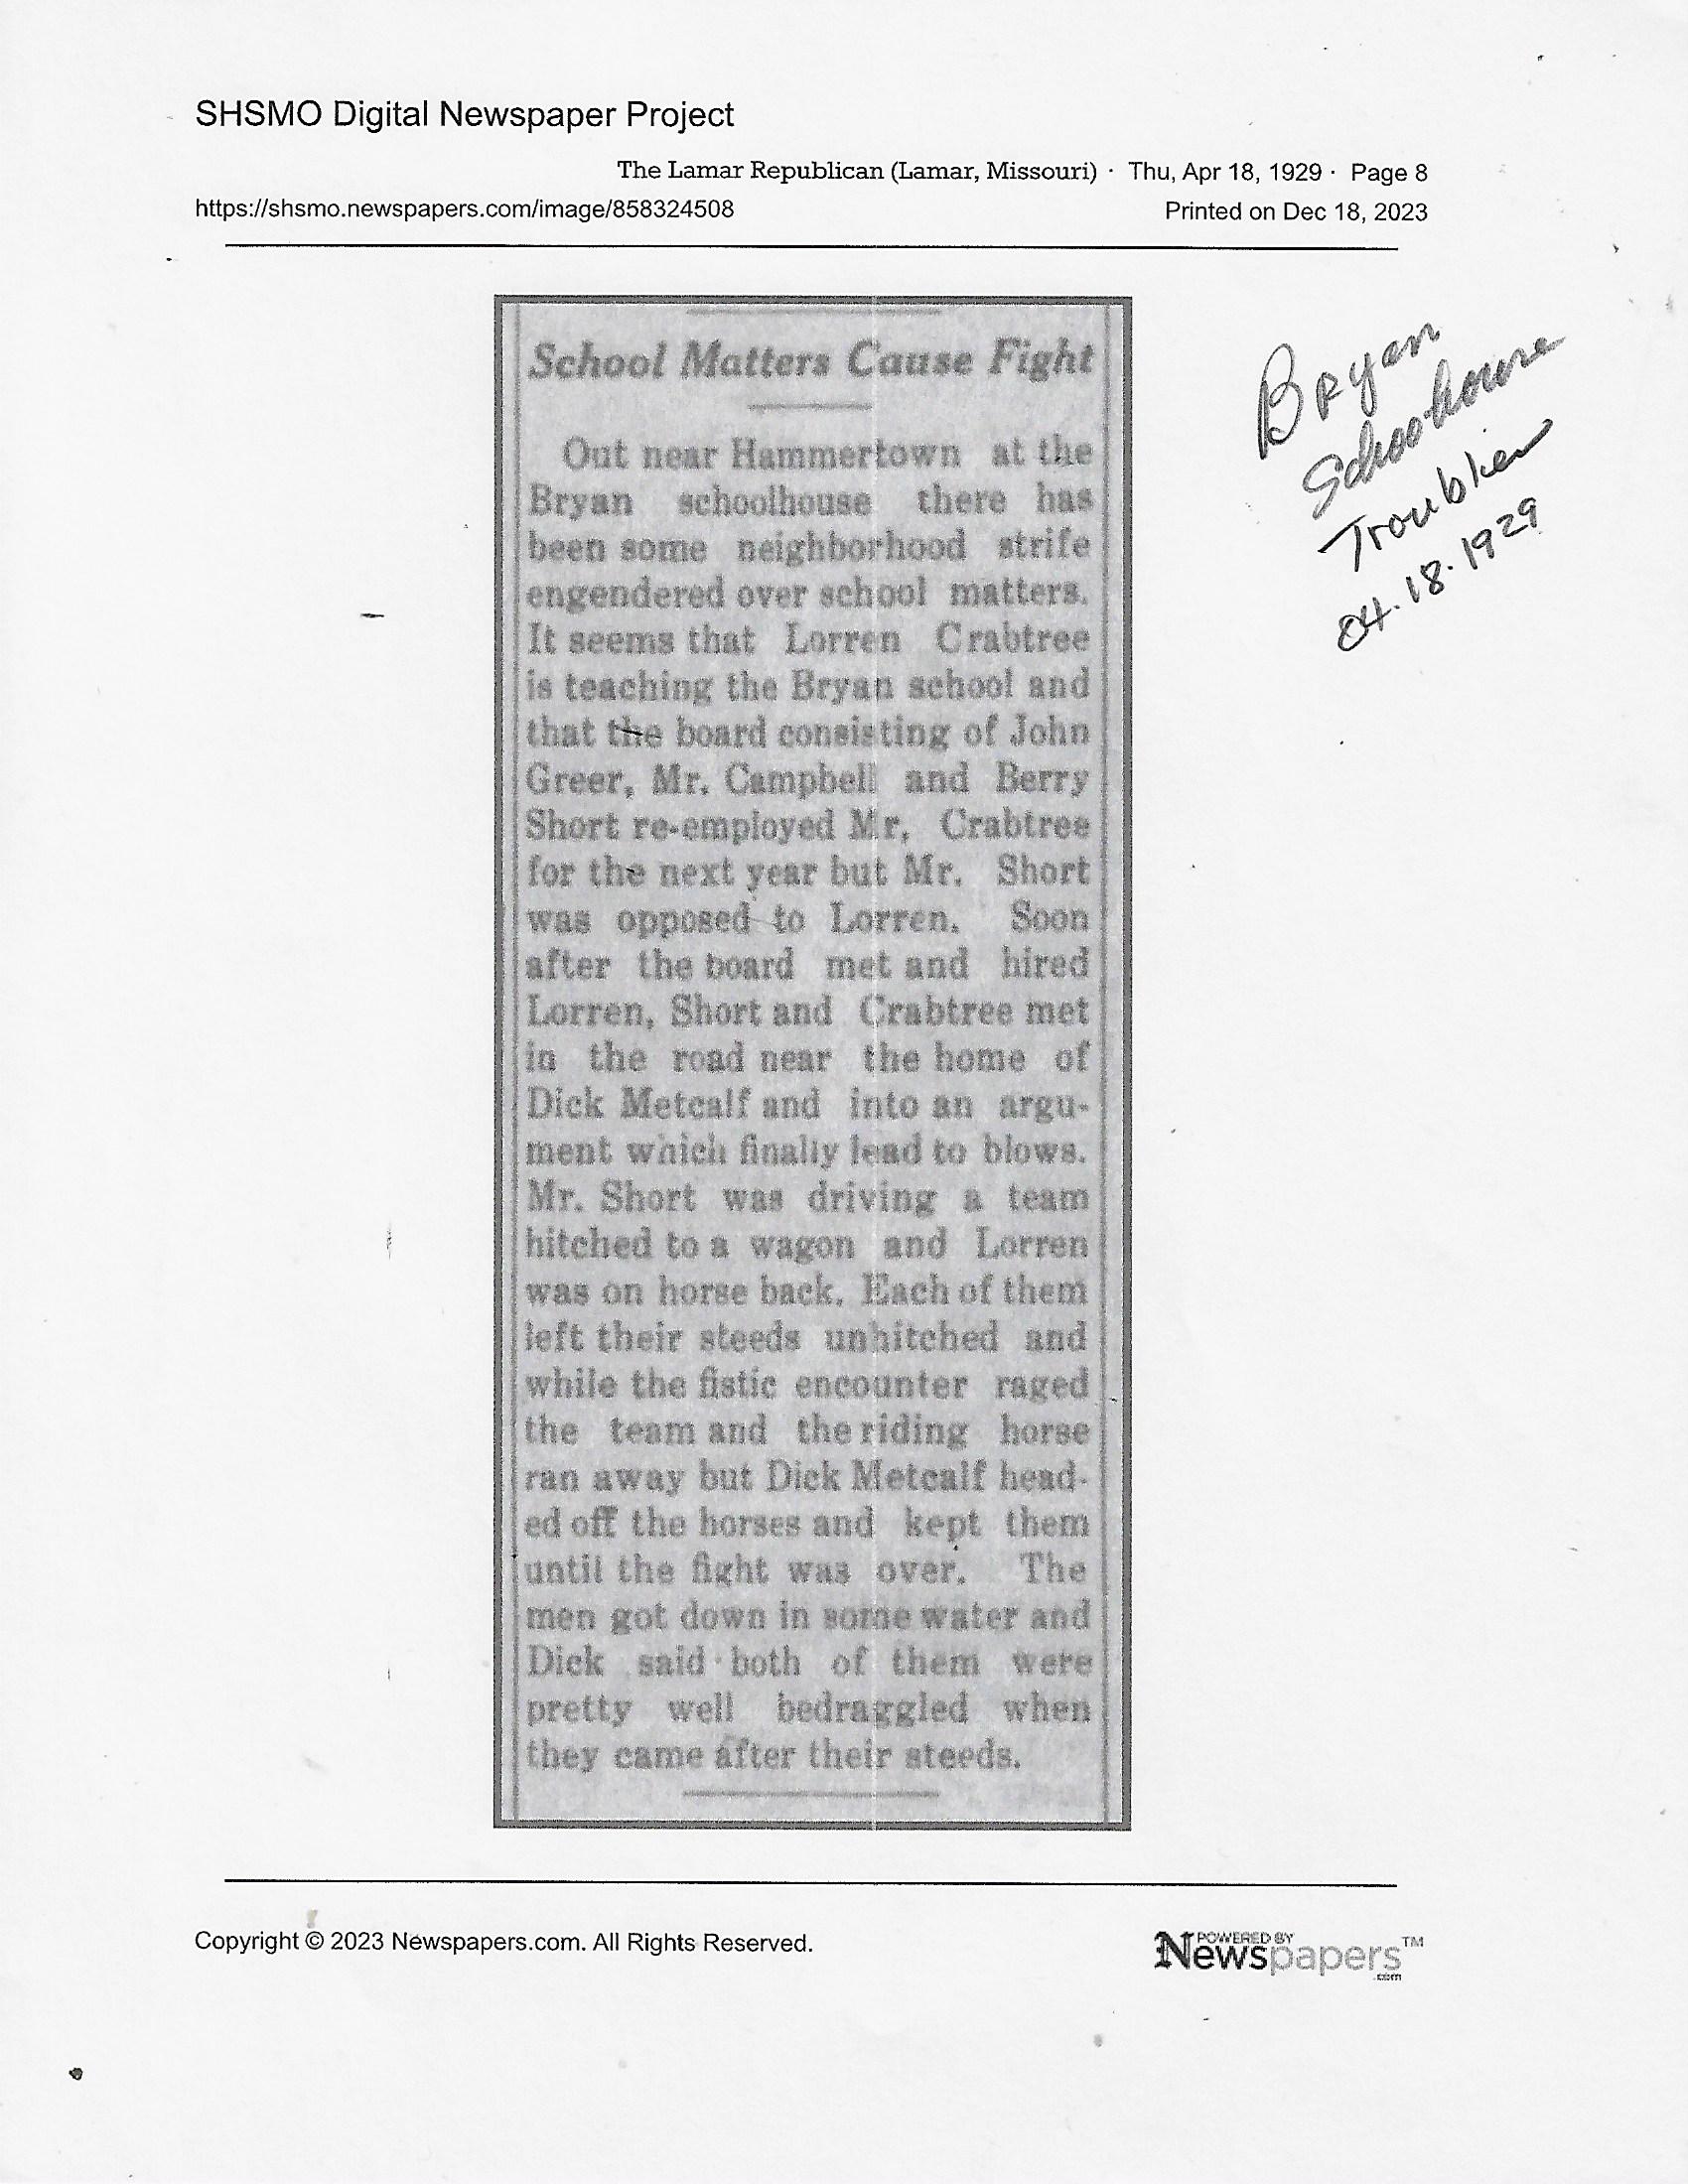 SHSMO Digital Newspaper Project
The Lamar Republican (Lamar, Missouri) · Thu, Apr 18, 1929 · Page 8
https://shsmo.newspapers.com/image/858324508
Printed on Dec 18, 2023
School Matters Cause Fight
Out near Hammertown at the
Bryan schoolhouse there has
been some neighborhood strife
engendered over school matters.
It seems that Lorren Crabtree
is teaching the Bryan school and
that the board consisting of John
Greer, Mr. Campbell and Berry
Short re-employed Mr. Crabtree
for the next year but Mr. Short
was opposed to Lorren. Soon
after the board met and hired
Lorren, Short and Crabtree met
in the road near the home of
Dick Metcalf and into an argu-
ment which finally lead to blows.
Mr. Short was driving a team
hitched to a wagon and Lorren
was on horse back. Each of them
left their steeds unhitched and
while the fistic encounter raged
the team and the riding horse
ran away but Dick Metcalf head-
ed off the horses and kept them
until the fight was over. The
men got down in some water and
Dick said both of them were
pretty well bedraggled when
they came after their steeds.
Bryan
Schoolhouse
Troubles
04.18.1929
Copyright © 2023 Newspapers.com. All Rights Reserved.
POWERED BY
Newspapers™
.com